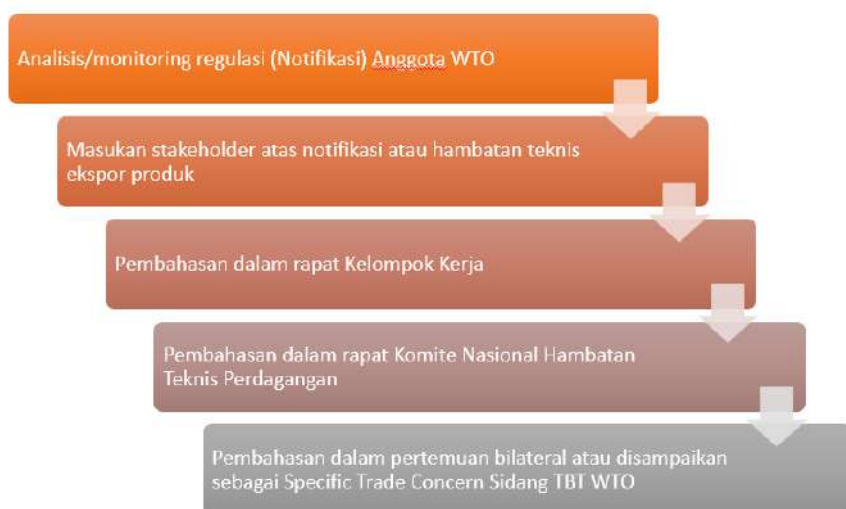 Analisis/monitoring regulasi (Notifikasi) Anggota WTO
Masukan stakeholder atas notifikasi atau hambatan teknis
ekspor produk
Pembahasan dalam rapat Kelompok Kerja
Pembahasan dalam rapat Komite Nasional Hambatan
Teknis Perdagangan
Pembahasan dalam pertemuan bilateral atau disampaikan
sebagai Specific Trade Concern Sidang TBT WTO